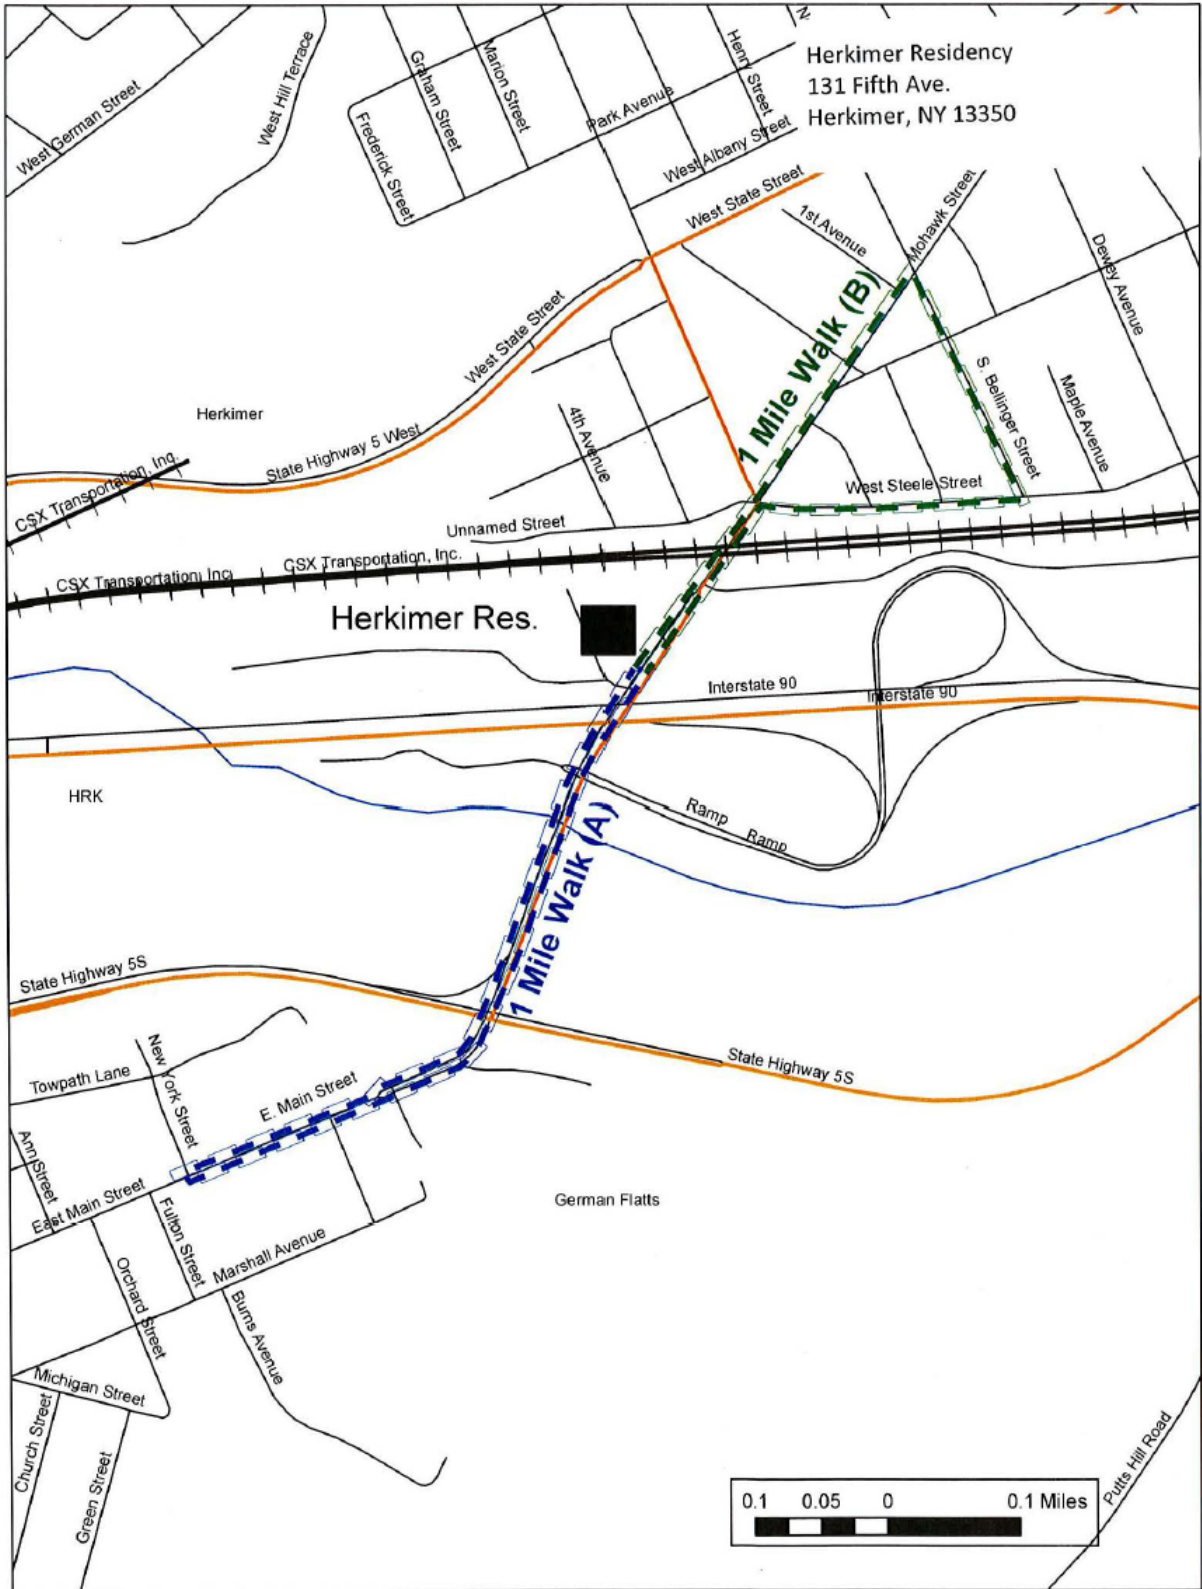 Herkimer Residency
131 Fifth Ave.
Herkimer, NY 13350
West German Street
West Hill Terrace
Graham Street
Marion Street
Henry Street
N
Park Avenue
Frederick Street
West Albany Street
West State Street
1st Avenue
Mohawk Street
Dewey Avenue
West State Street
1 Mile Walk (B)
S. Bellinger Street
Maple Avenue
Herkimer
4th Avenue
State Highway 5 West
CSX Transportation, Inc.
West Steele Street
Unnamed Street
CSX Transportation, Inc.
CSX Transportation, Inc
Herkimer Res.
Interstate 90
Interstate 90
HRK
Ramp
Ramp
1 Mile Walk (A)
State Highway 5S
State Highway 5S
New York Street
Towpath Lane
E. Main Street
Ann Street
East Main Street
Fulton Street
German Flatts
Marshall Avenue
Orchard Street
Burns Avenue
Michigan Street
Church Street
Green Street
Putts Hill Road
0.1 0.05 0 0.1 Miles